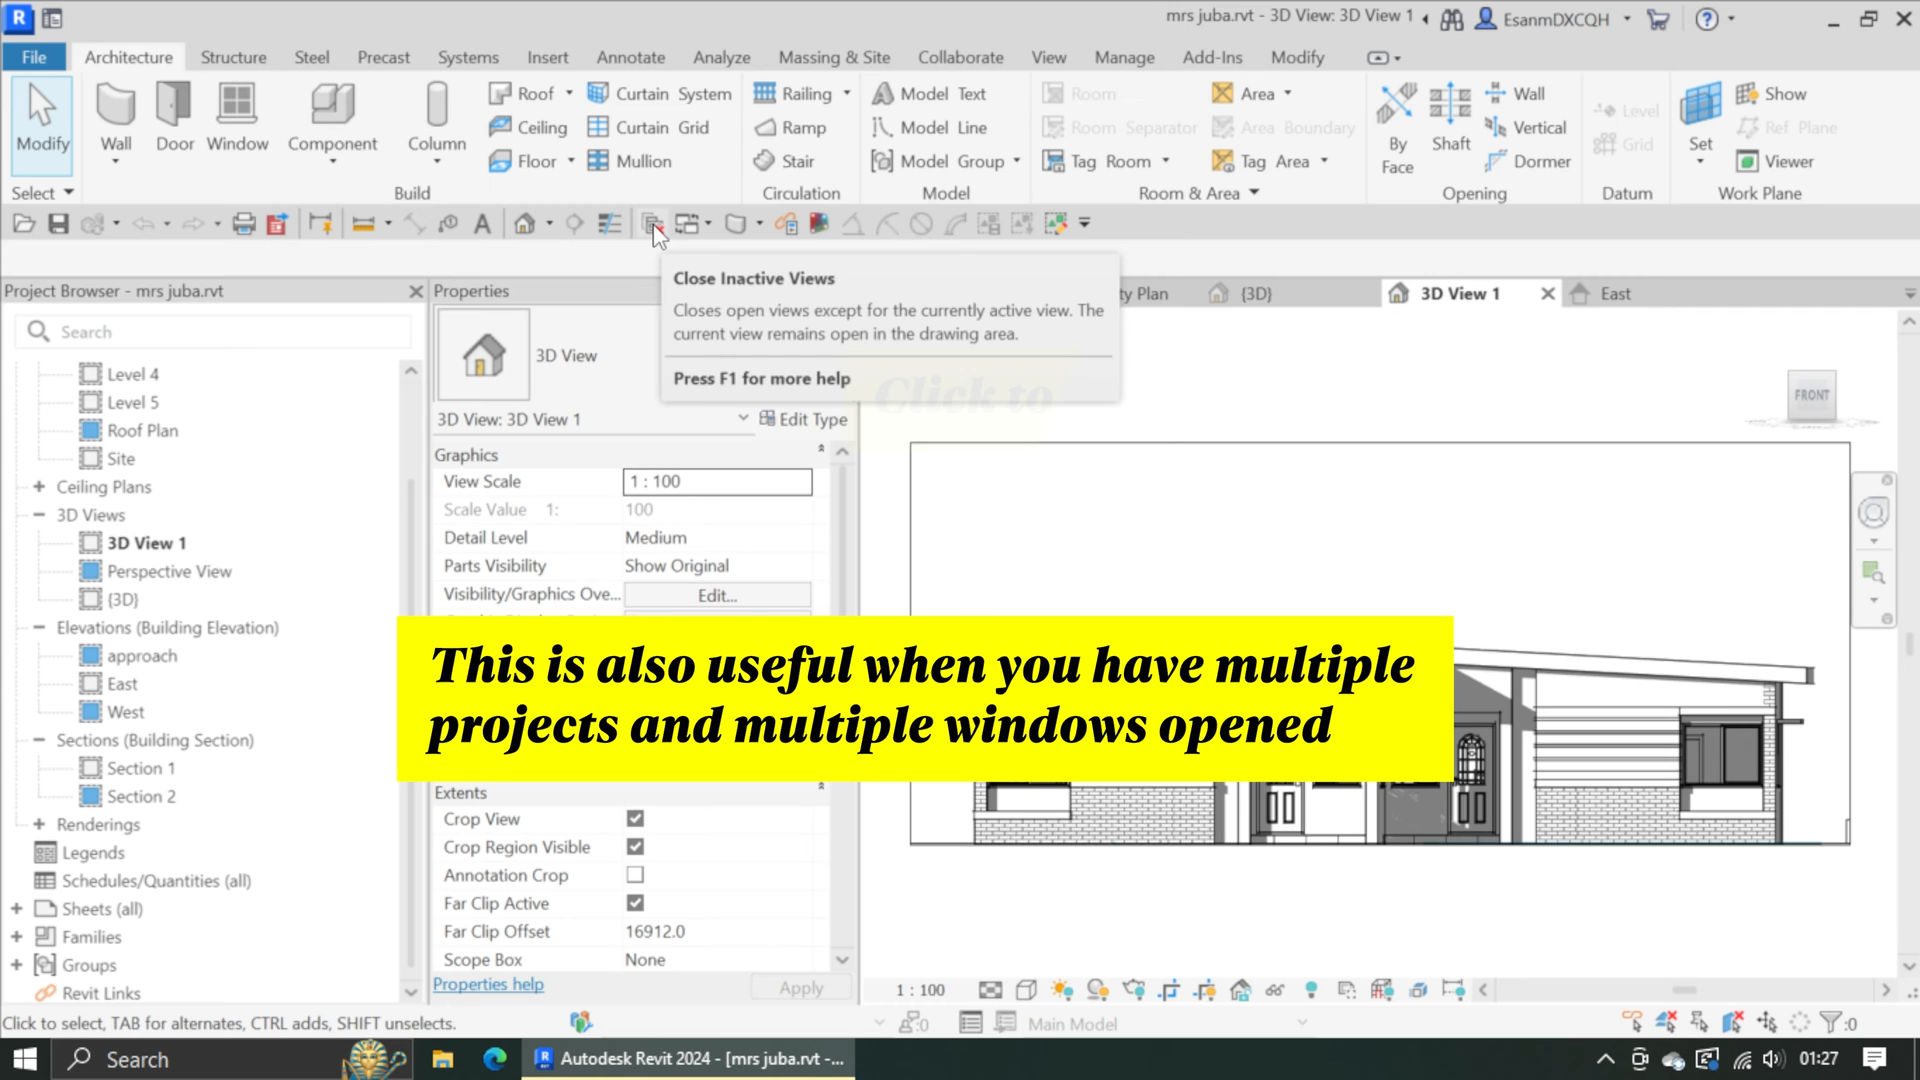 R
mrs juba.rvt - 3D View: 3D View 1
EsanmDXCQH
?
File
Architecture
Structure
Steel
Precast
Systems
Insert
Annotate
Analyze
Massing & Site
Collaborate
View
Manage
Add-Ins
Modify
Modify
Wall
Door
Window
Component
Column
Roof
Ceiling
Floor
Curtain System
Curtain Grid
Mullion
Railing
Ramp
Stair
Model Text
Model Line
Model Group
Room
Room Separator
Tag Room
Area
Area Boundary
Tag Area
By
Face
Shaft
Wall
Vertical
Dormer
Level
Grid
Set
Show
Ref Plane
Viewer
Select
Build
Circulation
Model
Room & Area
Opening
Datum
Work Plane
A
Close Inactive Views
Closes open views except for the currently active view. The
current view remains open in the drawing area.
Press F1 for more help
Click to
ty Plan
{3D}
3D View 1
East
FRONT
Project Browser - mrs juba.rvt
Search
Level 4
Level 5
Roof Plan
Site
Ceiling Plans
3D Views
3D View 1
Perspective View
{3D}
Elevations (Building Elevation)
approach
East
West
Sections (Building Section)
Section 1
Section 2
Renderings
Legends
Schedules/Quantities (all)
Sheets (all)
Families
Groups
Revit Links
Properties
3D View
3D View: 3D View 1
Edit Type
Graphics
View Scale 1 : 100
Scale Value 1: 100
Detail Level Medium
Parts Visibility Show Original
Visibility/Graphics Ove... Edit...
This is also useful when you have multiple
projects and multiple windows opened
Extents
Crop View
Crop Region Visible
Annotation Crop
Far Clip Active
Far Clip Offset 16912.0
Scope Box None
Properties help
Apply
1 : 100
Click to select, TAB for alternates, CTRL adds, SHIFT unselects.
:0
Main Model
:0
Search
Autodesk Revit 2024 - [mrs juba.rvt -...
01:27